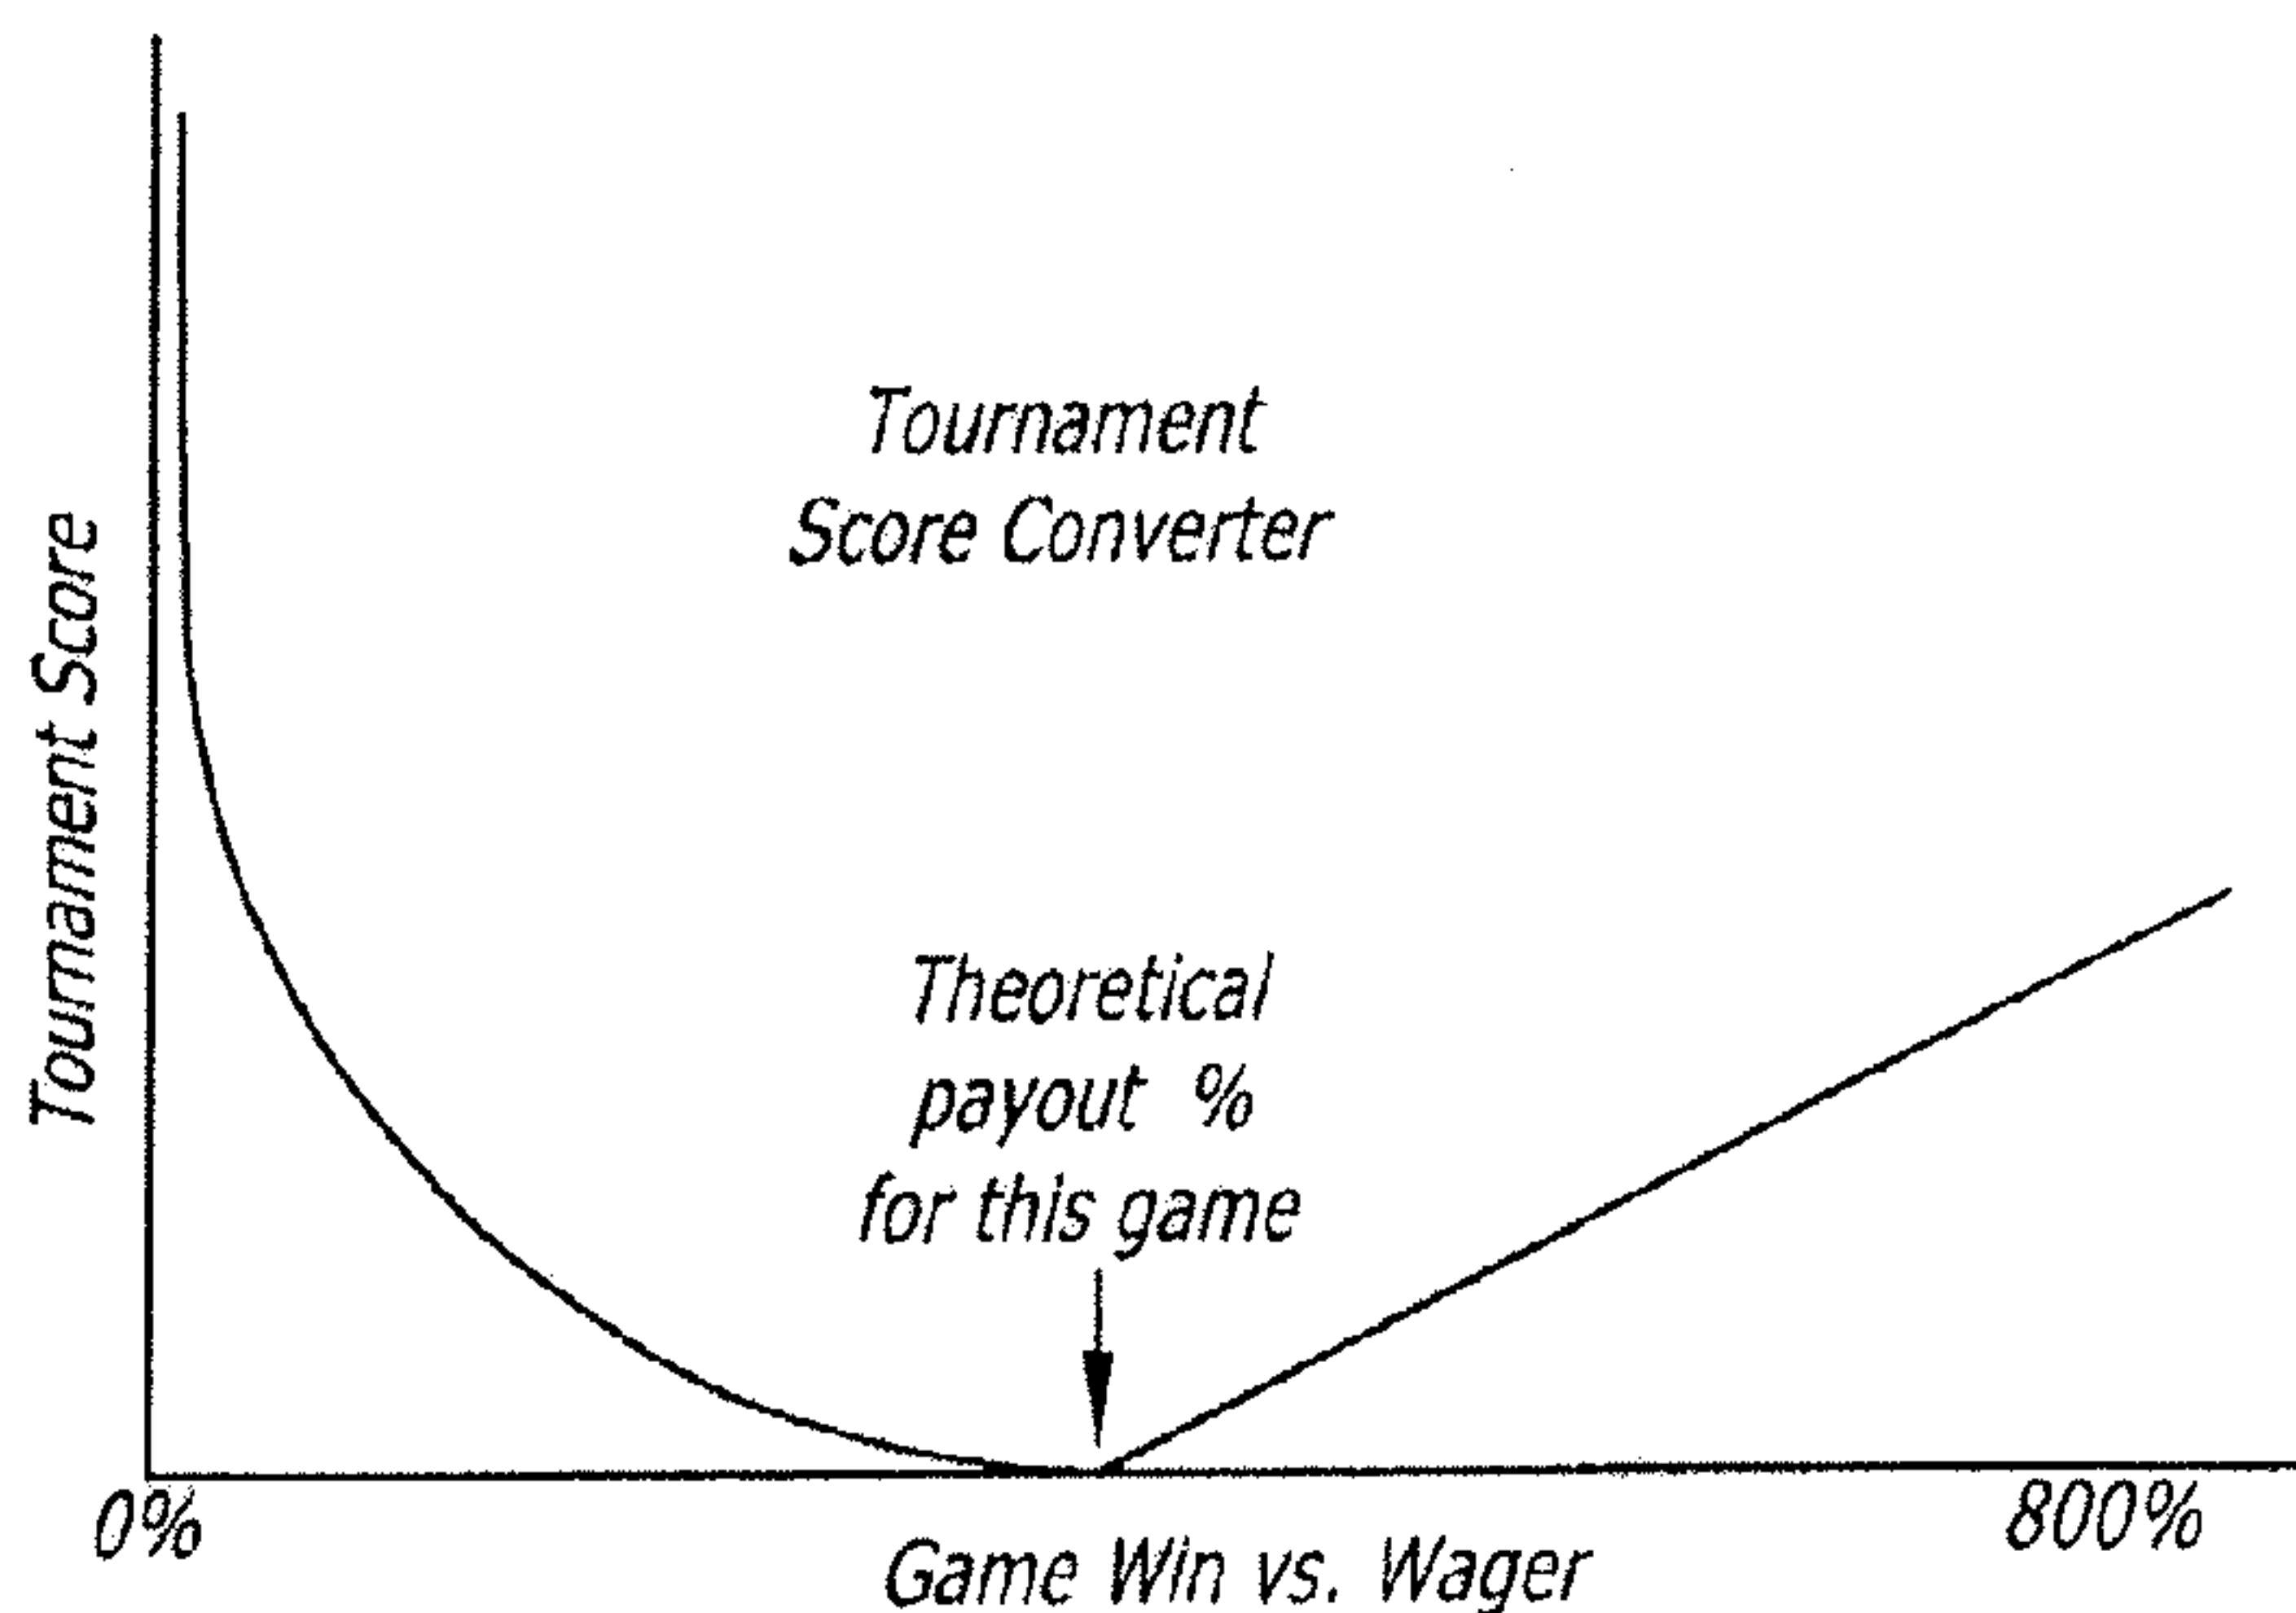 Tournament
Score Converter
Tournament Score
Theoretical
payout %
for this game
0%
800%
Game Win vs. Wager